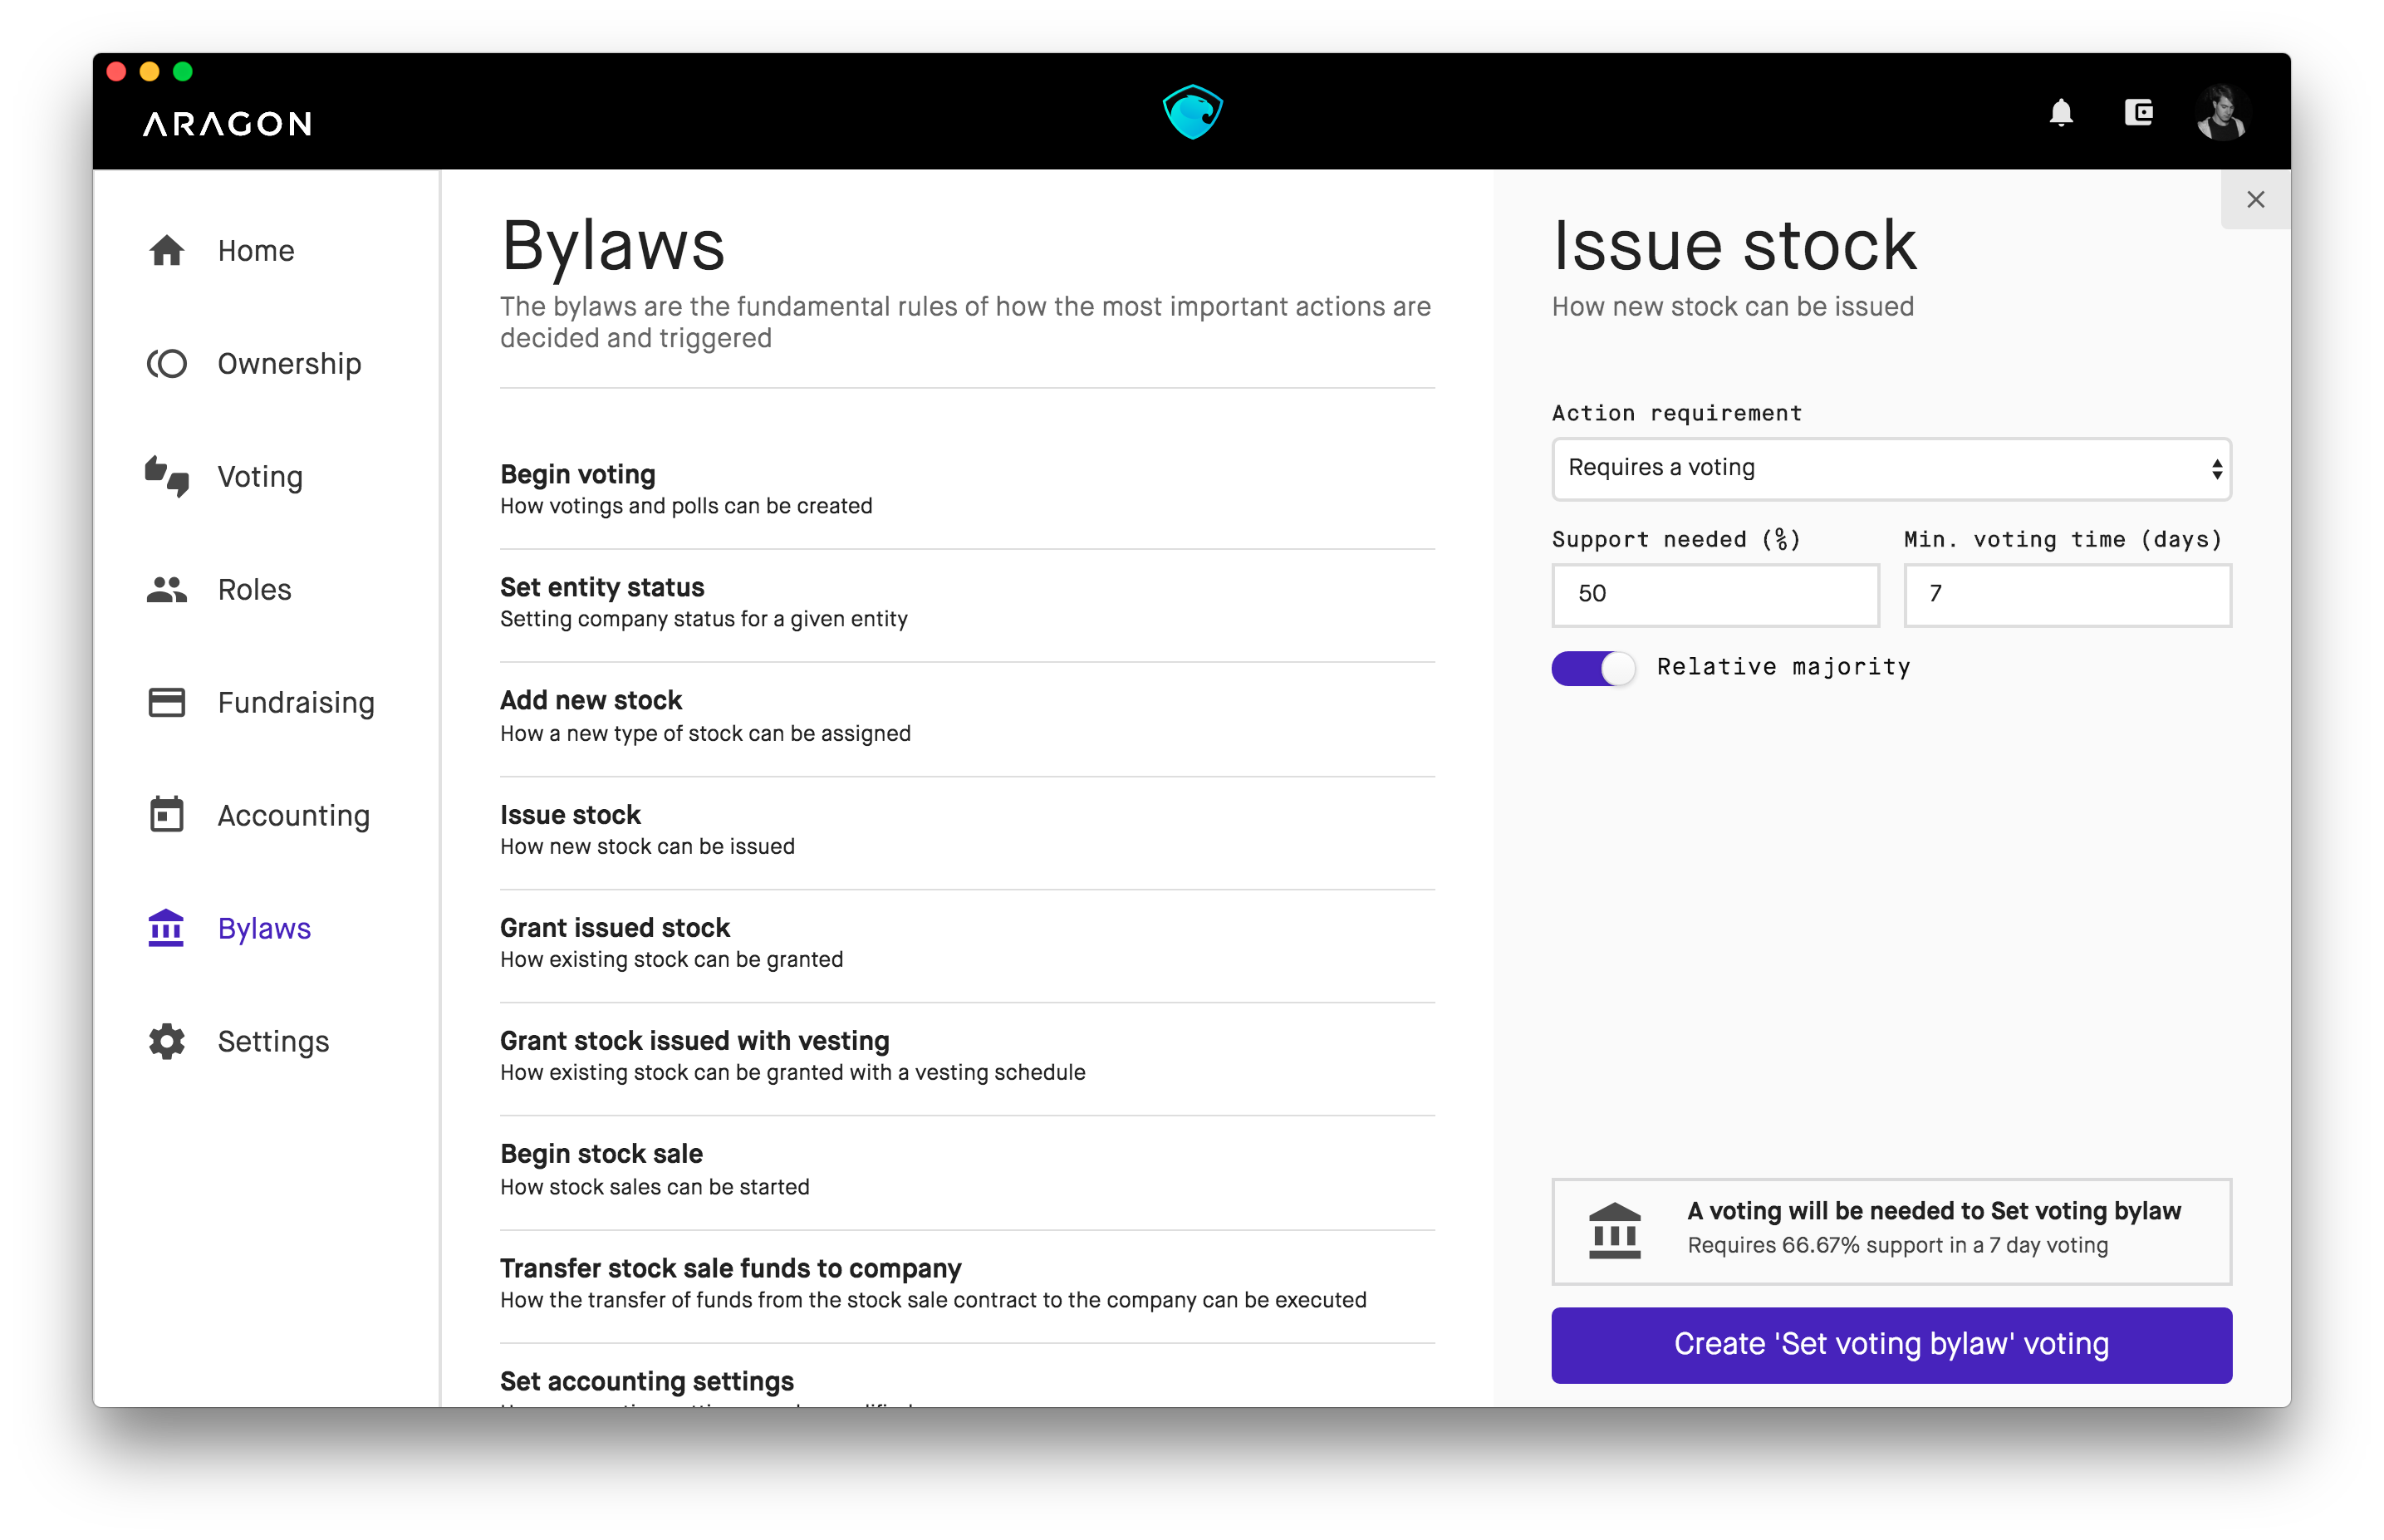 ARAGON
Home
Ownership
Voting
Roles
Fundraising
Accounting
Bylaws
Settings
Bylaws
The bylaws are the fundamental rules of how the most important actions are
decided and triggered
Begin voting
How votings and polls can be created
Set entity status
Setting company status for a given entity
Add new stock
How a new type of stock can be assigned
Issue stock
How new stock can be issued
Grant issued stock
How existing stock can be granted
Grant stock issued with vesting
How existing stock can be granted with a vesting schedule
Begin stock sale
How stock sales can be started
Transfer stock sale funds to company
How the transfer of funds from the stock sale contract to the company can be executed
Set accounting settings
Issue stock
How new stock can be issued
Action requirement
Requires a voting
Support needed (%)
Min. voting time (days)
50
7
Relative majority
A voting will be needed to Set voting bylaw
Requires 66.67% support in a 7 day voting
Create 'Set voting bylaw' voting